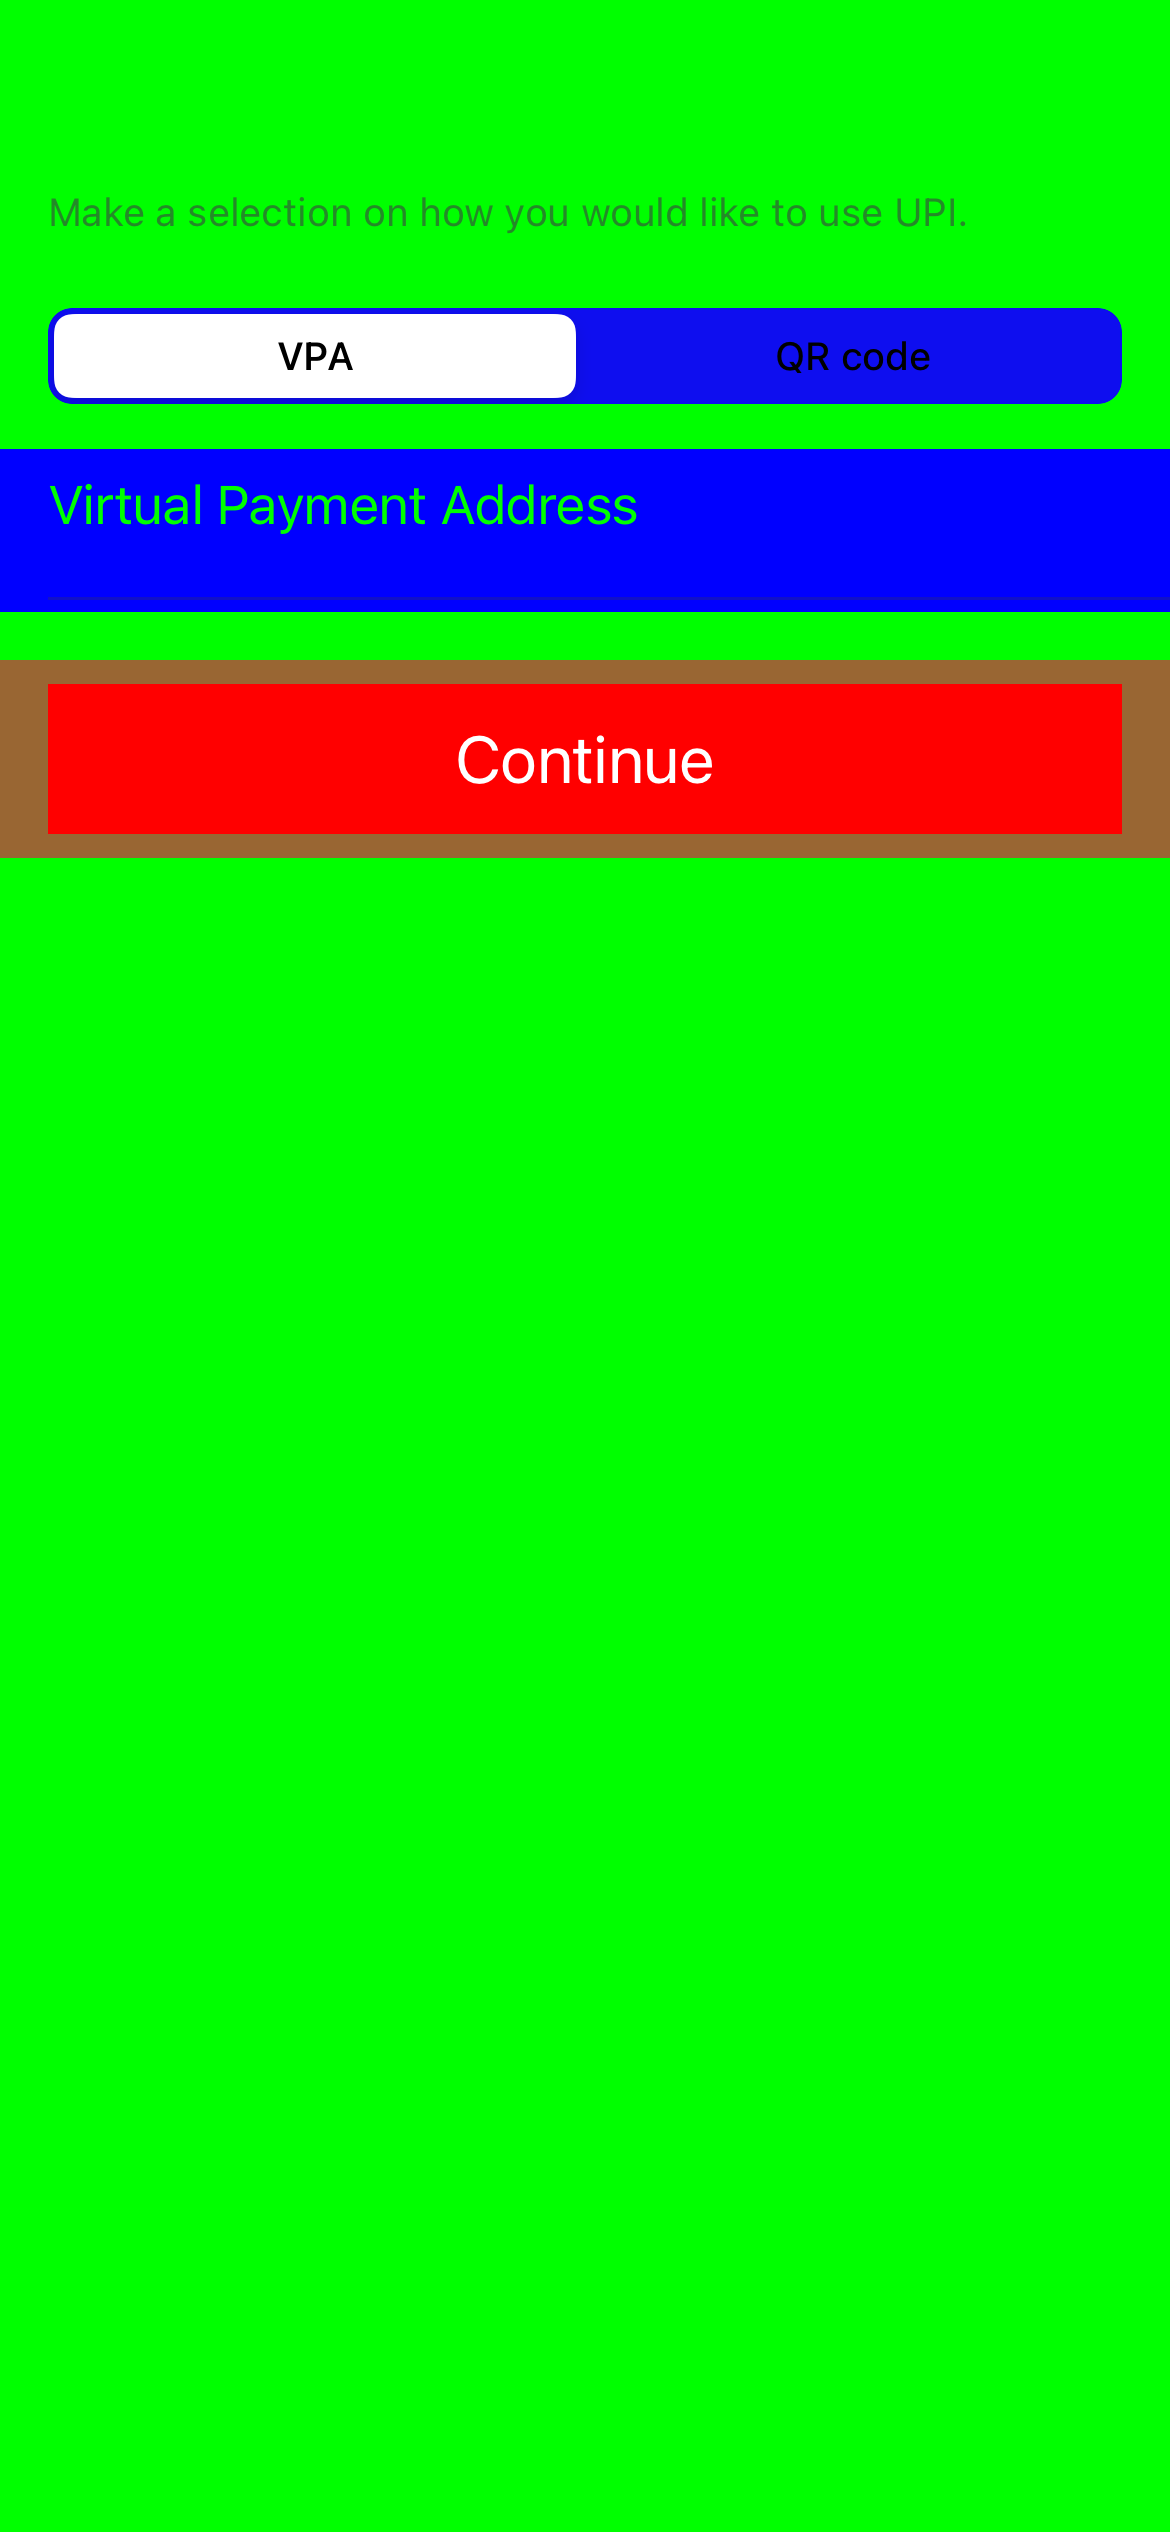 Make a selection on how you would like to use UPI.
VPA
QR code
Virtual Payment Address
Continue